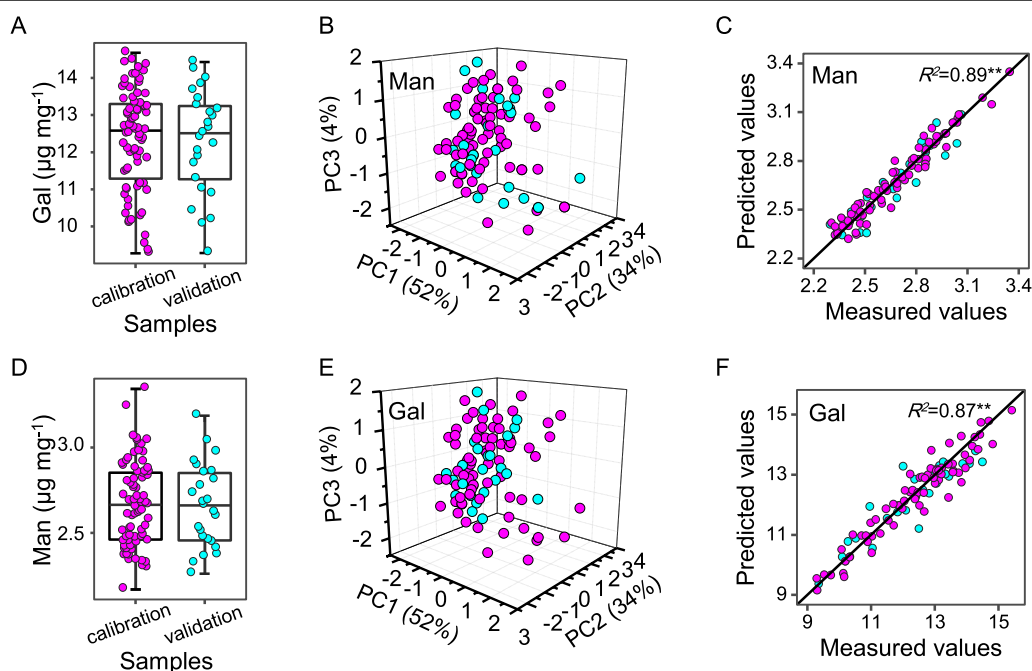 A
Gal (µg mg⁻¹)
14
13
12
11
10
calibration
validation
Samples
B
Man
PC3 (4%)
2
1
0
-1
-2
-2
-1
0
1
2
3
PC1 (52%)
-2
-1
0
1
2
3
4
PC2 (34%)
C
Man
R²=0.89**
Predicted values
3.4
3.1
2.8
2.5
2.2
2.2
2.5
2.8
3.1
3.4
Measured values
D
Man (µg mg⁻¹)
3.0
2.5
calibration
validation
Samples
E
Gal
PC3 (4%)
2
1
0
-1
-2
-2
-1
0
1
2
3
PC1 (52%)
-2
-1
0
1
2
3
4
PC2 (34%)
F
Gal
R²=0.87**
Predicted values
15
13
11
9
9
11
13
15
Measured values